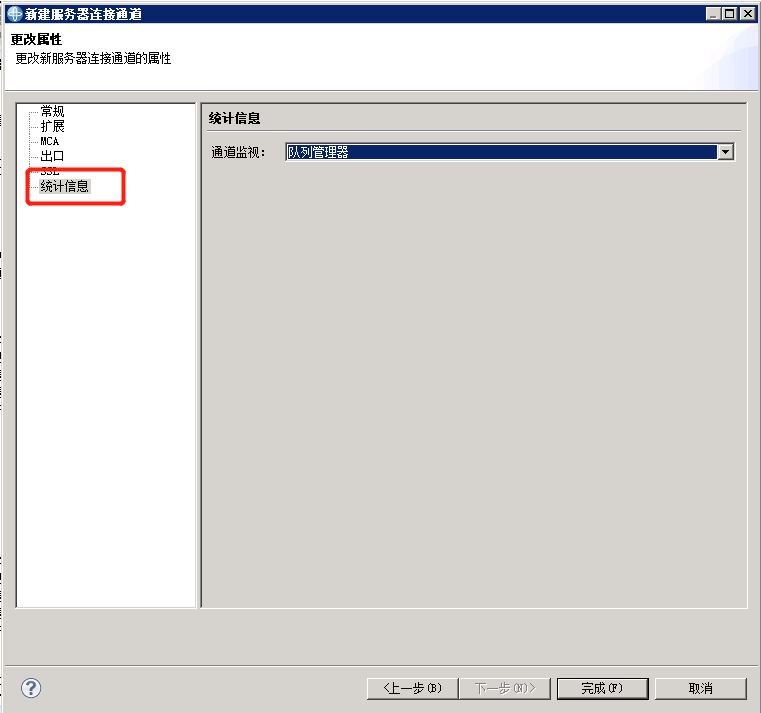 新建服务器连接通道
更改属性
更改新服务器连接通道的属性
常规
扩展
MCA
出口
SSL
统计信息
统计信息
通道监视: 队列管理器
?
<上一步(B) 下一步(N)> 完成(F) 取消